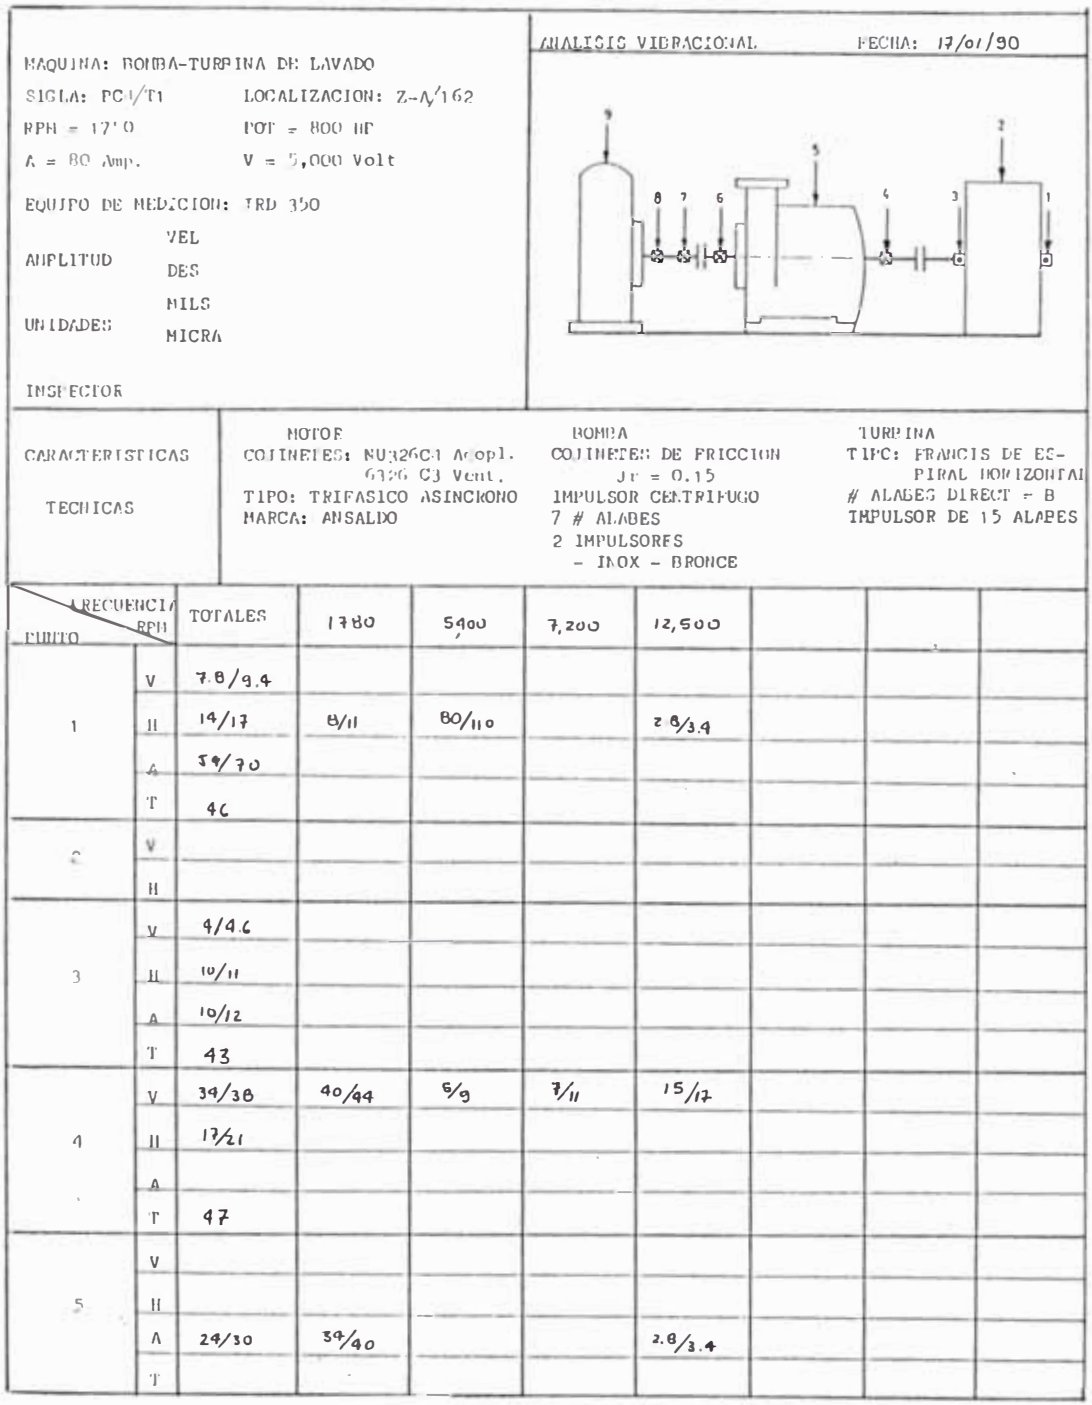 ANALISIS VIBRACIONAL FECHA: 17/01/90
MAQUINA: BOMBA-TURBINA DE LAVADO
SIGLA: PC4/T1 LOCALIZACION: Z-A/162
RPM = POT = 800 HP
A = 80 Amp. V = 5,000 Volt
EQUIPO DE MEDICION: IRD 350
VEL
AMPLITUD
DES
MILS
UNIDADES
MICRA
INSPECTOR
9 2 5 8 7 6 4 3 1
MOTOR BOMBA TURBINA
CARACTERISTICAS
TECNICAS
COJINETES: NU326C4 Acopl.
6326 C3 Vent.
TIPO: TRIFASICO ASINCRONO
MARCA: ANSALDO
COJINETES DE FRICCION
Jr = 0.15
IMPULSOR CENTRIFUGO
7 # ALABES
2 IMPULSORES
- INOX - BRONCE
TIPO: FRANCIS DE ES-
PIRAL HORIZONTAL
# ALABES DIRECT = 8
IMPULSOR DE 15 ALABES
FRECUENCIA RPM TOTALES 1780 5400 7,200 12,500
PUNTO
1
V 7.8/9.4
H 14/17 8/11 80/110 2.8/3.4
A 54/70
T 46
2
V
H
3
V 4/4.6
H 10/11
A 10/12
T 43
4
V 34/38 40/44 /9 7/11 15/17
H 17/21
A
T 47
5
V
H
A 24/30 34/40 2.8/3.4
T